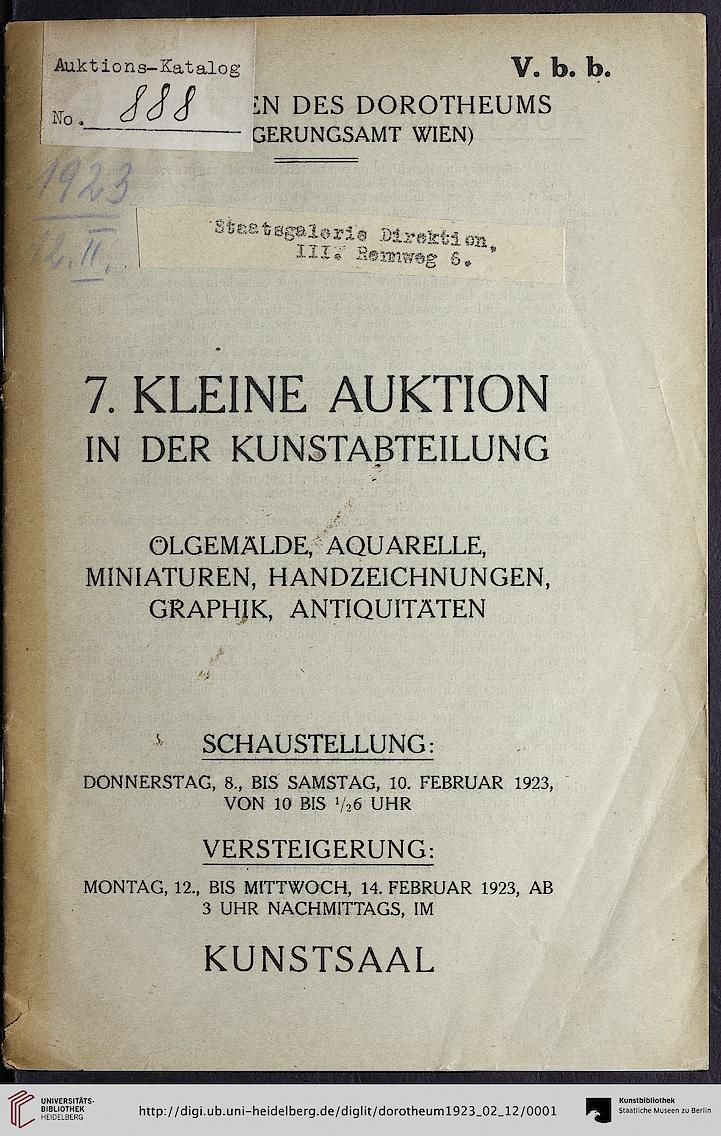 Auktions-Katalog
No. 888
V. b. b.
EN DES DOROTHEUMS
GERUNGSAMT WIEN)
1923
12.II.
Staatsgalerie Direktion,
III. Rennweg 6.
7. KLEINE AUKTION
IN DER KUNSTABTEILUNG
ÖLGEMÄLDE, AQUARELLE,
MINIATUREN, HANDZEICHNUNGEN,
GRAPHIK, ANTIQUITÄTEN
SCHAUSTELLUNG:
DONNERSTAG, 8., BIS SAMSTAG, 10. FEBRUAR 1923,
VON 10 BIS ½6 UHR
VERSTEIGERUNG:
MONTAG, 12., BIS MITTWOCH, 14. FEBRUAR 1923, AB
3 UHR NACHMITTAGS, IM
KUNSTSAAL
UNIVERSITÄTS-
BIBLIOTHEK
HEIDELBERG
http://digi.ub.uni-heidelberg.de/diglit/dorotheum1923_02_12/0001
Kunstbibliothek
Staatliche Museen zu Berlin